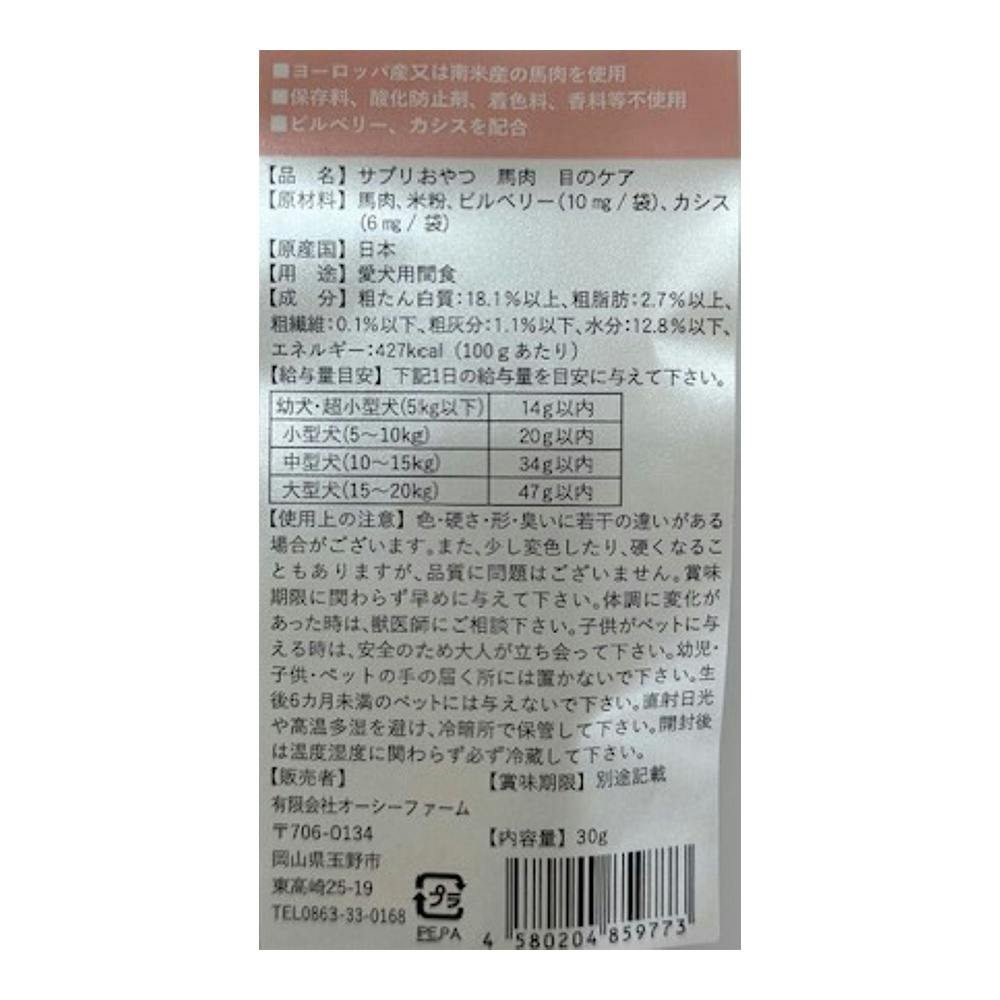 ■ヨーロッパ産又は南米産の馬肉を使用
■保存料、酸化防止剤、着色料、香料等不使用
■ビルベリー、カシスを配合
【品　名】サプリおやつ　馬肉　目のケア
【原材料】馬肉、米粉、ビルベリー(10㎎/袋)、カシス
(6㎎/袋)
【原産国】日本
【用　途】愛犬用間食
【成　分】粗たん白質:18.1%以上、粗脂肪:2.7%以上、
粗繊維:0.1%以下、粗灰分:1.1%以下、水分:12.8%以下、
エネルギー:427kcal（100gあたり）
【給与量目安】下記1日の給与量を目安に与えて下さい。
幼犬・超小型犬(5kg以下) 14g以内
小型犬(5〜10kg) 20g以内
中型犬(10〜15kg) 34g以内
大型犬(15〜20kg) 47g以内
【使用上の注意】色・硬さ・形・臭いに若干の違いがある
場合がございます。また、少し変色したり、硬くなるこ
ともありますが、品質に問題はございません。賞味
期限に関わらず早めに与えて下さい。体調に変化が
あった時は、獣医師にご相談下さい。子供がペットに与
える時は、安全のため大人が立ち会って下さい。幼児・
子供・ペットの手の届く所には置かないで下さい。生
後6カ月未満のペットには与えないで下さい。直射日光
や高温多湿を避け、冷暗所で保管して下さい。開封後
は温度湿度に関わらず必ず冷蔵して下さい。
【販売者】
有限会社オーシーファーム
〒706-0134
岡山県玉野市
東高崎25-19
TEL0863-33-0168
【賞味期限】別途記載
【内容量】30g
プラ
PE,PA
4 580204 859773